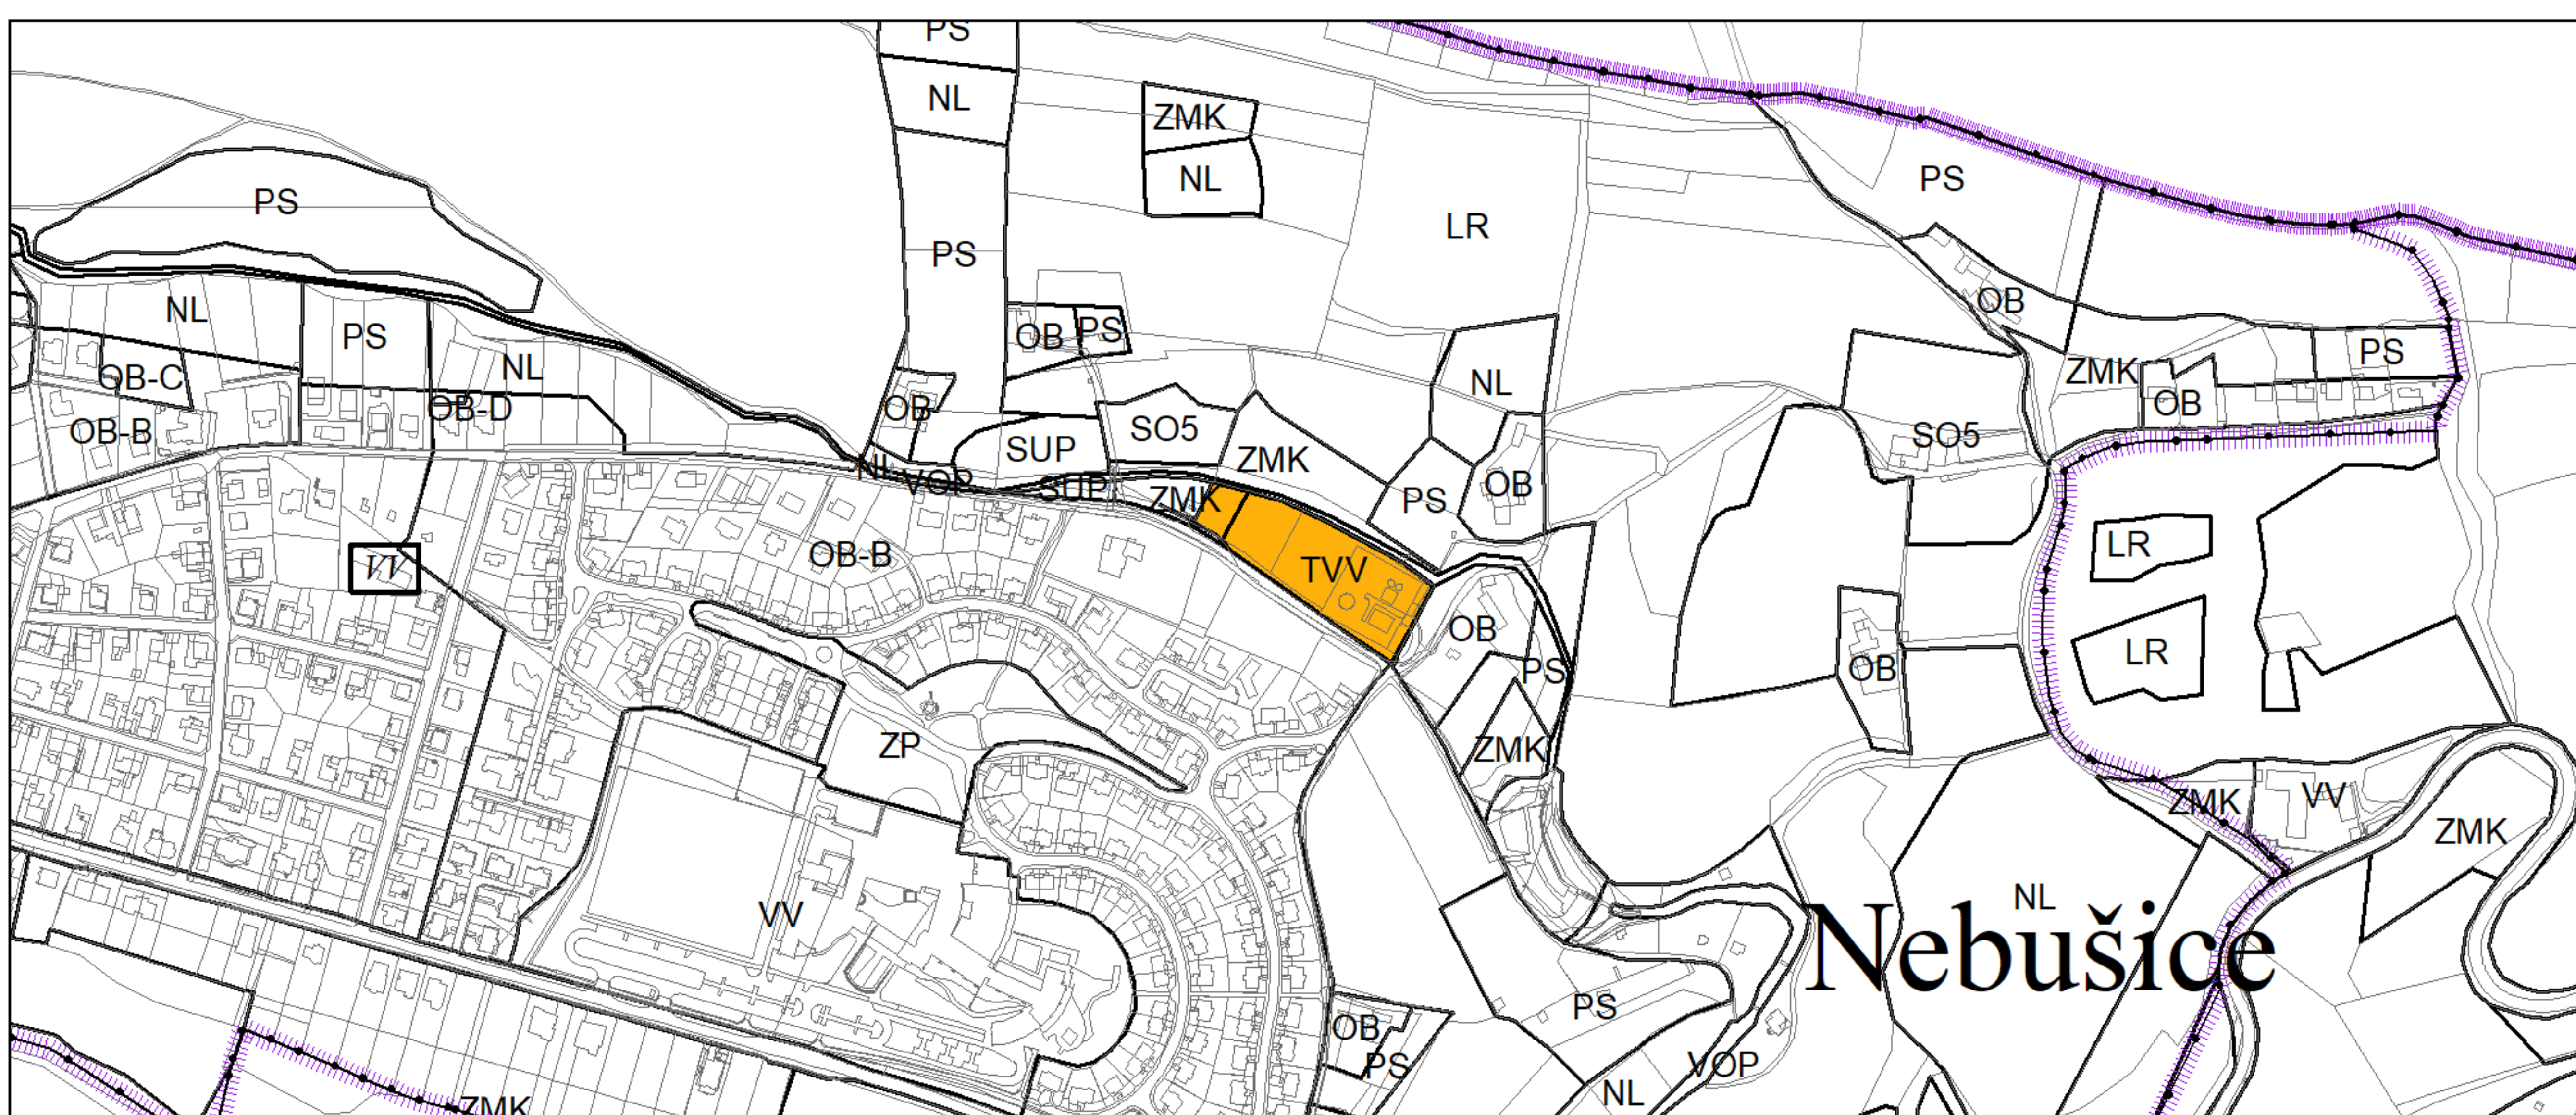 PS
NL
ZMK
NL
PS
PS
LR
PS
NL
PS
OB
PS
OB
NL
OB-C
OB-D
OB-B
OB
SUP
SO5
ZMK
NL
PS
OB
SO5
ZMK
OB
PS
NL
VOP
SUP
ZMK
TVV
VV
OB-B
OB
PS
ZMK
OB
LR
LR
ZP
VV
ZMK
VV
ZMK
NL
Nebušice
PS
OB
PS
VOP
NL
ZMK